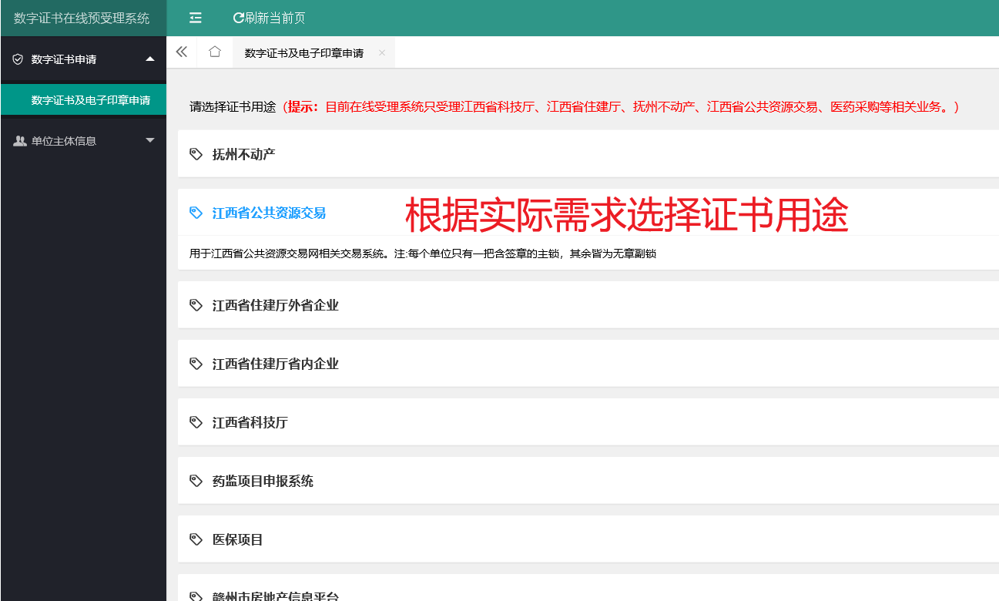 数字证书在线预受理系统
刷新当前页
数字证书申请
数字证书及电子印章申请
数字证书及电子印章申请
单位主体信息
请选择证书用途（提示：目前在线受理系统只受理江西省科技厅、江西省住建厅、抚州不动产、江西省公共资源交易、医药采购等相关业务。）
抚州不动产
江西省公共资源交易
根据实际需求选择证书用途
用于江西省公共资源交易网相关交易系统。注:每个单位只有一把含签章的主锁，其余皆为无章副锁
江西省住建厅外省企业
江西省住建厅省内企业
江西省科技厅
药监项目申报系统
医保项目
赣州市房地产信息平台